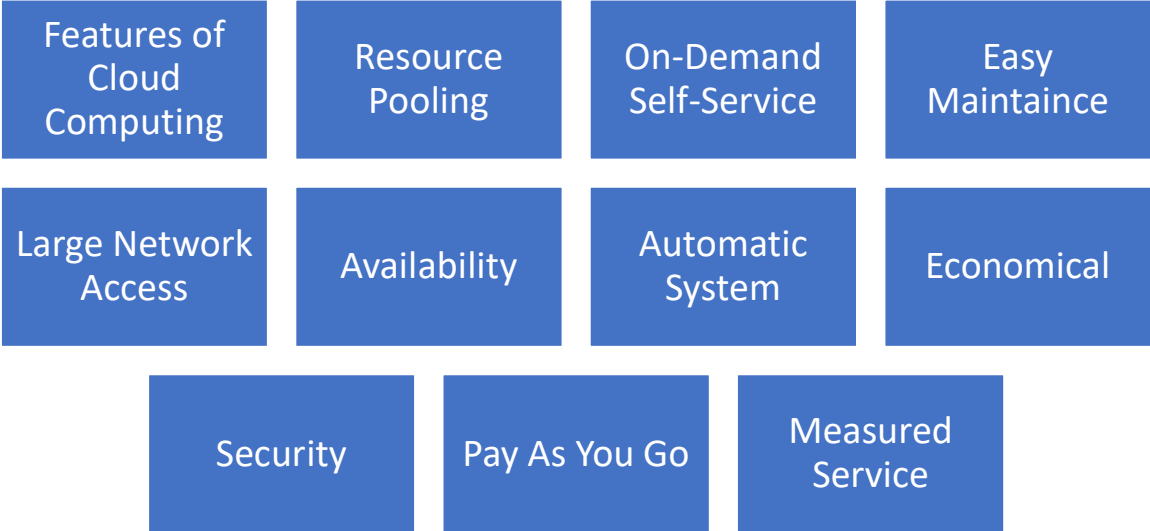 Features of
Cloud
Computing
Resource
Pooling
On-Demand
Self-Service
Easy
Maintaince
Large Network
Access
Availability
Automatic
System
Economical
Security
Pay As You Go
Measured
Service